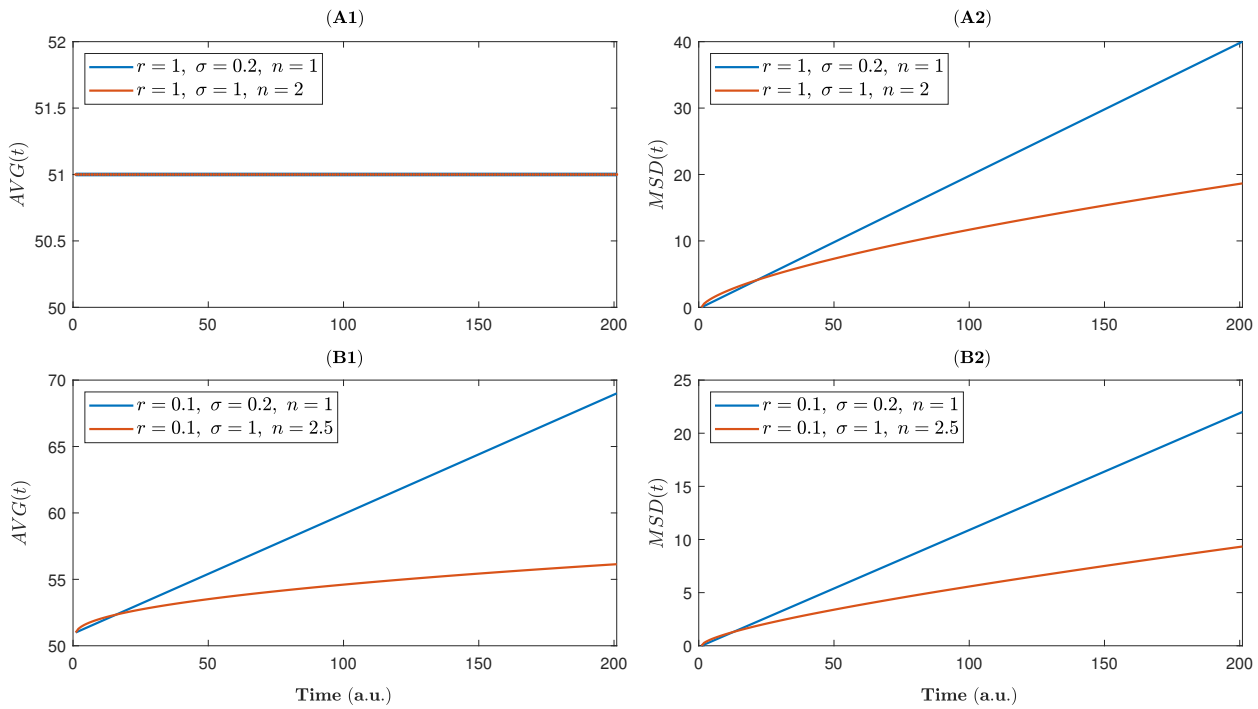 (A1)
52
51.5
51
50.5
50
AVG(t)
r = 1, σ = 0.2, n = 1
r = 1, σ = 1, n = 2
0 50 100 150 200
(A2)
40
30
20
10
0
MSD(t)
r = 1, σ = 0.2, n = 1
r = 1, σ = 1, n = 2
0 50 100 150 200
(B1)
70
65
60
55
50
AVG(t)
r = 0.1, σ = 0.2, n = 1
r = 0.1, σ = 1, n = 2.5
0 50 100 150 200
Time (a.u.)
(B2)
25
20
15
10
5
0
MSD(t)
r = 0.1, σ = 0.2, n = 1
r = 0.1, σ = 1, n = 2.5
0 50 100 150 200
Time (a.u.)